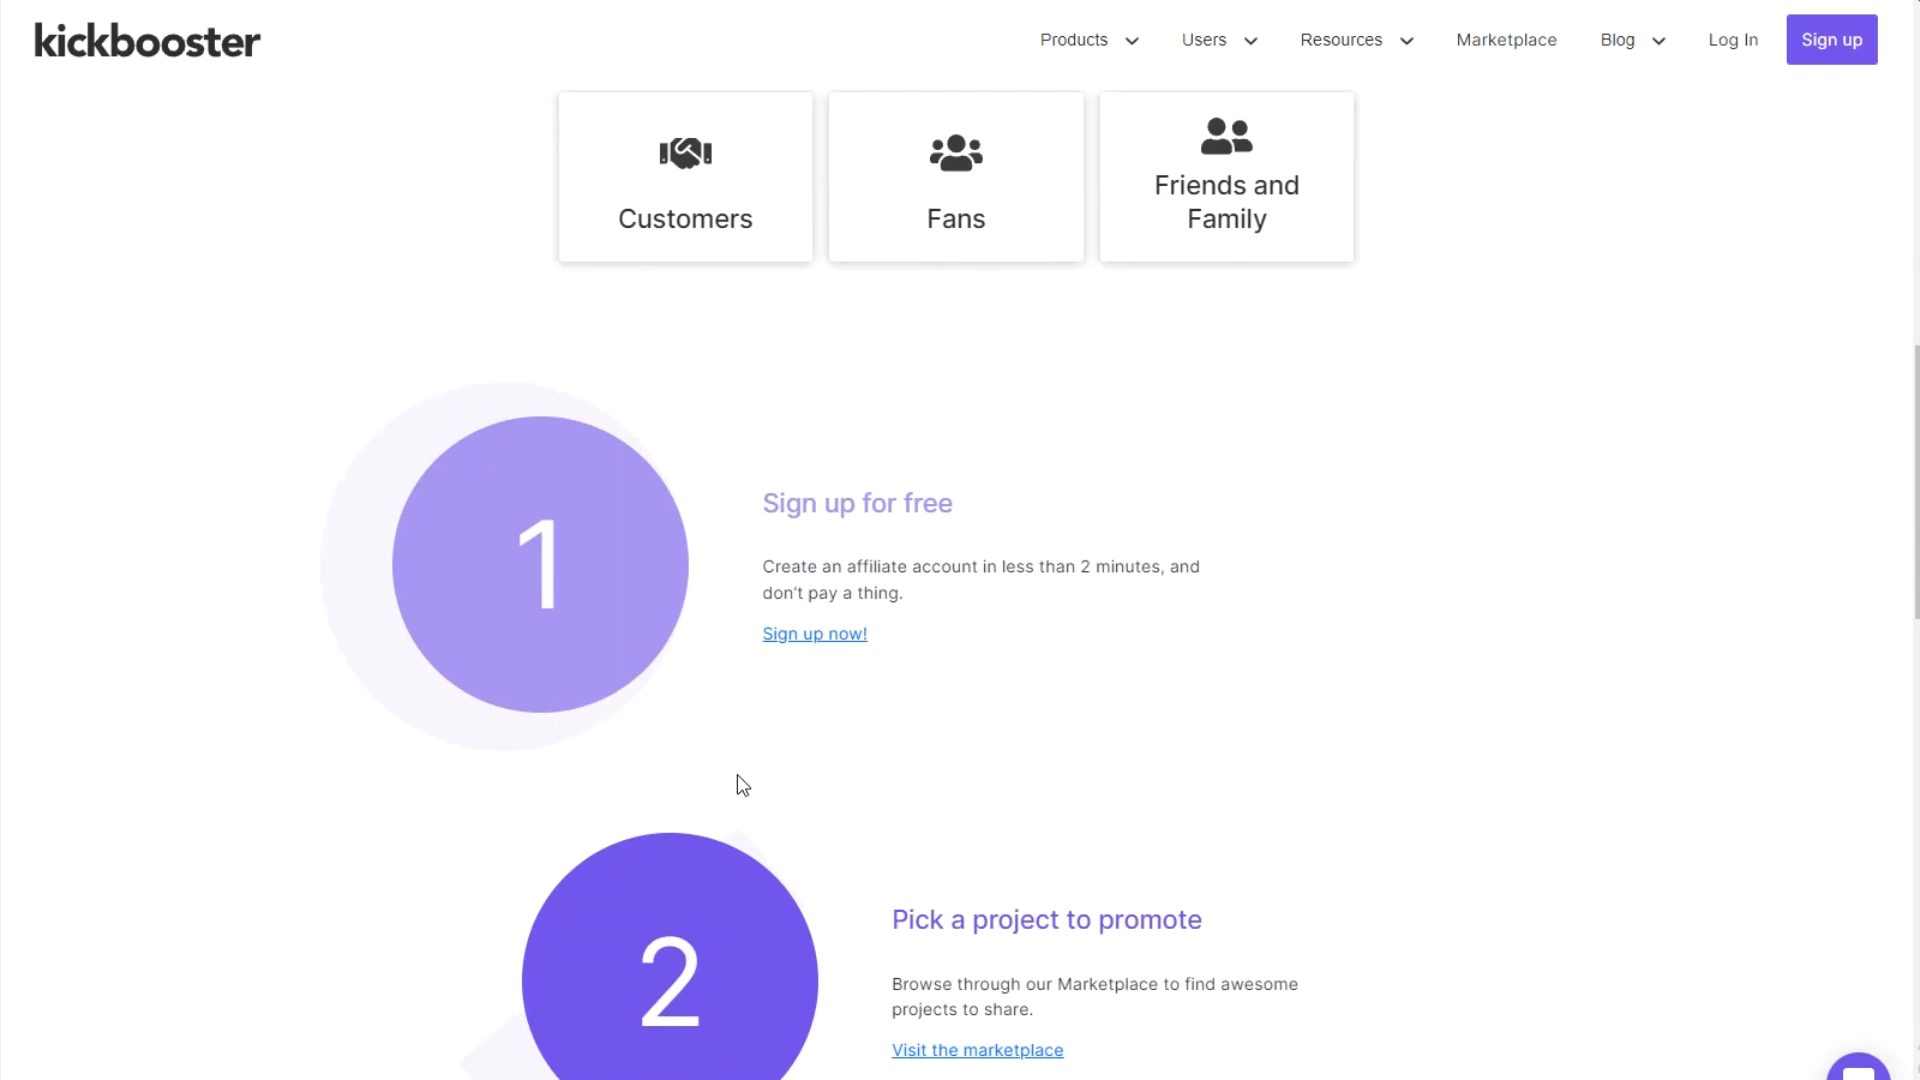 kickbooster
Products
Users
Resources
Marketplace
Blog
Log In
Sign up
Customers
Fans
Friends and
Family
1
Sign up for free
Create an affiliate account in less than 2 minutes, and
don't pay a thing.
Sign up now!
2
Pick a project to promote
Browse through our Marketplace to find awesome
projects to share.
Visit the marketplace